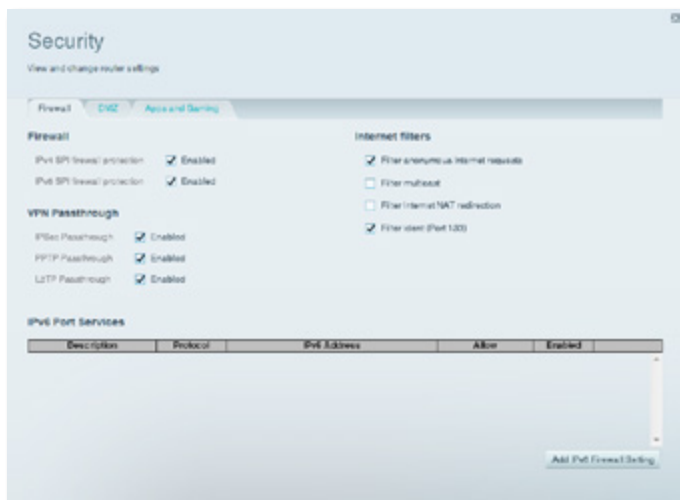 Security
View and change router settings
Firewall DMZ Apps and Gaming
Firewall
IPv4 SPI firewall protection Enabled
IPv6 SPI firewall protection Enabled
VPN Passthrough
IPSec Passthrough Enabled
PPTP Passthrough Enabled
L2TP Passthrough Enabled
Internet filters
Filter anonymous Internet requests
Filter multicast
Filter Internet NAT redirection
Filter ident (Port 113)
IPv6 Port Services
Description Protocol IPv6 Address Allow Enabled
Add IPv6 Firewall Setting